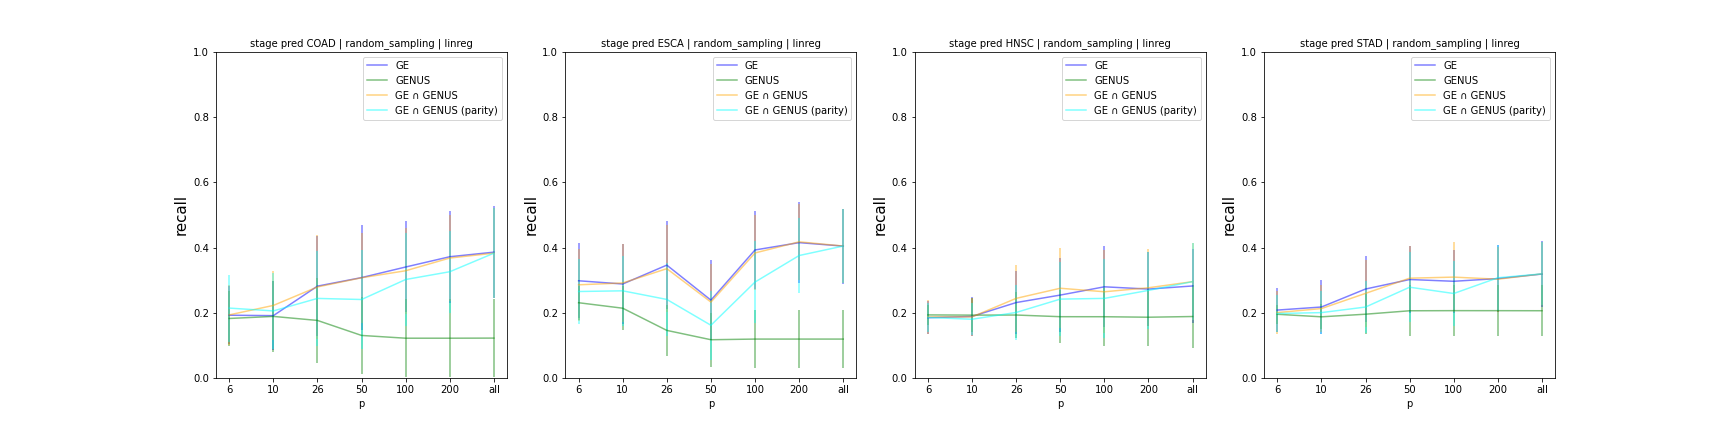 stage pred COAD | random_sampling | linreg
1.0
0.8
0.6
0.4
0.2
0.0
recall
GE
GENUS
GE ∩ GENUS
GE ∩ GENUS (parity)
6 10 26 50 100 200 all
p
stage pred ESCA | random_sampling | linreg
1.0
0.8
0.6
0.4
0.2
0.0
recall
GE
GENUS
GE ∩ GENUS
GE ∩ GENUS (parity)
6 10 26 50 100 200 all
p
stage pred HNSC | random_sampling | linreg
1.0
0.8
0.6
0.4
0.2
0.0
recall
GE
GENUS
GE ∩ GENUS
GE ∩ GENUS (parity)
6 10 26 50 100 200 all
p
stage pred STAD | random_sampling | linreg
1.0
0.8
0.6
0.4
0.2
0.0
recall
GE
GENUS
GE ∩ GENUS
GE ∩ GENUS (parity)
6 10 26 50 100 200 all
p